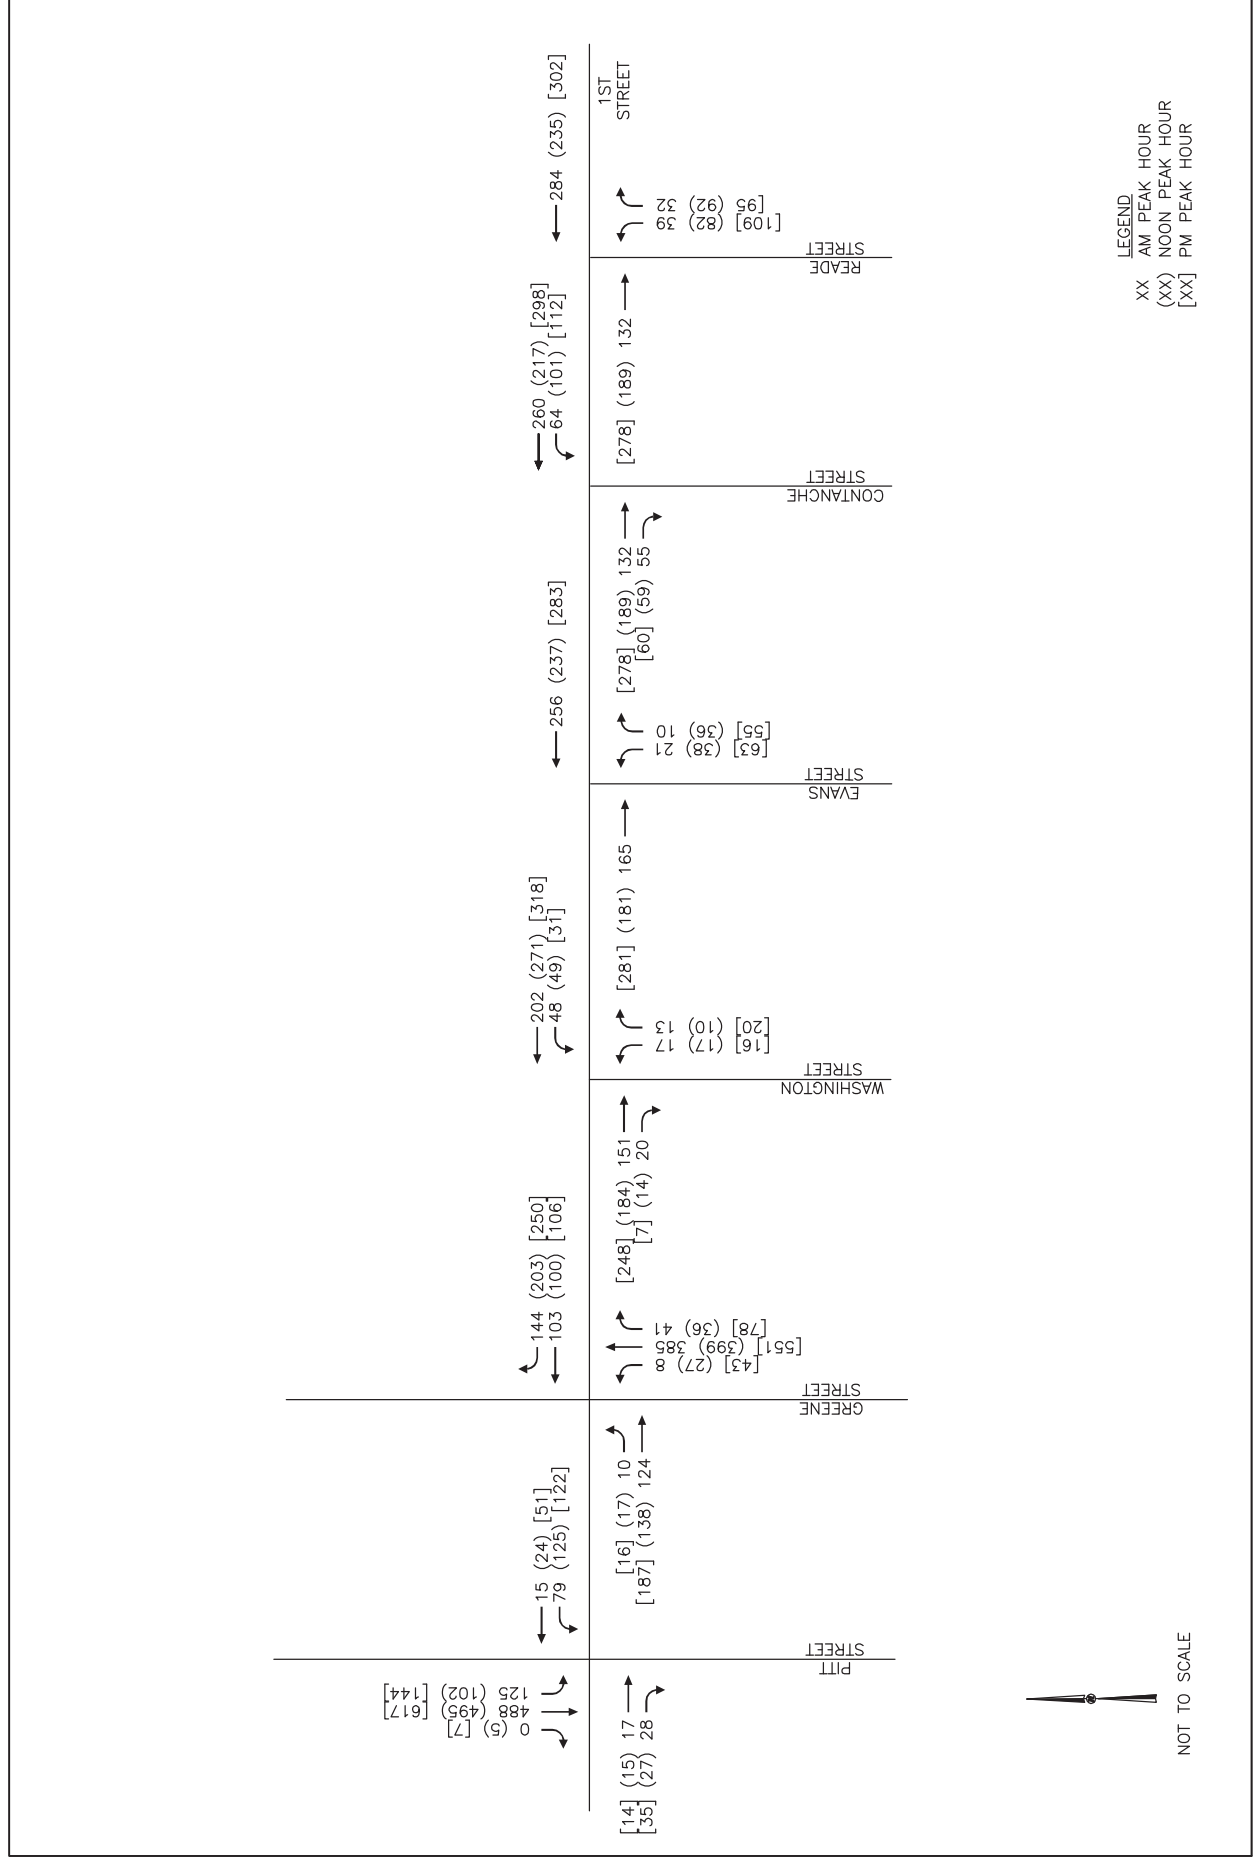 284 (235) [302]
1ST
STREET
32 (92) [95]
39 (82) [109]
READE
STREET
260 (217) [298]
64 (101) [112]
[278] (189) 132
CONTANCHE
STREET
[278] (189) 132
[60] (59) 55
256 (237) [283]
10 (36) [55]
21 (38) [63]
EVANS
STREET
[281] (181) 165
202 (271) [318]
48 (49) [31]
13 (10) [20]
17 (17) [16]
WASHINGTON
STREET
[248] (184) 151
[7] (14) 20
144 (203) [250]
103 (100) [106]
41 (36) [78]
385 (399) [551]
8 (27) [43]
GREENE
STREET
[16] (17) 10
[187] (138) 124
15 (24) [51]
79 (125) [122]
PITT
STREET
125 (102) [144]
488 (495) [617]
0 (5) [7]
[14] (15) 17
[35] (27) 28
LEGEND
XX AM PEAK HOUR
(XX) NOON PEAK HOUR
[XX] PM PEAK HOUR
NOT TO SCALE